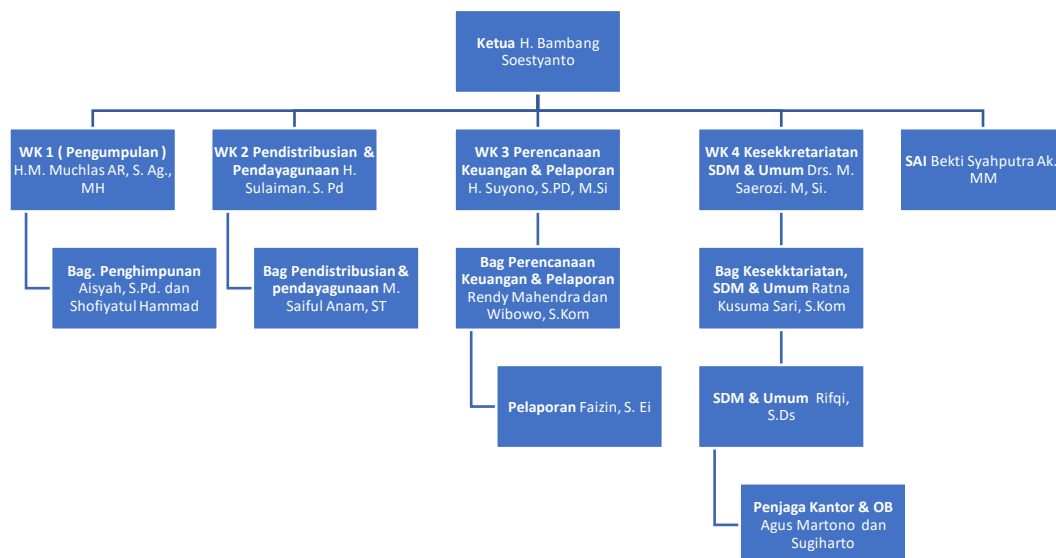 Ketua H. Bambang
Soestyanto
WK 1 ( Pengumpulan )
H.M. Muchlas AR, S. Ag.,
MH
WK 2 Pendistribusian &
Pendayagunaan H.
Sulaiman. S. Pd
WK 3 Perencanaan
Keuangan & Pelaporan
H. Suyono, S.PD, M.Si
WK 4 Kesekkretariatan
SDM & Umum Drs. M.
Saerozi. M, Si.
SAI Bekti Syahputra Ak.
MM
Bag. Penghimpunan
Aisyah, S.Pd. dan
Shofiyatul Hammad
Bag Pendistribusian &
pendayagunaan M.
Saiful Anam, ST
Bag Perencanaan
Keuangan & Pelaporan
Rendy Mahendra dan
Wibowo, S.Kom
Bag Kesekktariatan,
SDM & Umum Ratna
Kusuma Sari, S.Kom
Pelaporan Faizin, S. Ei
SDM & Umum Rifqi,
S.Ds
Penjaga Kantor & OB
Agus Martono dan
Sugiharto